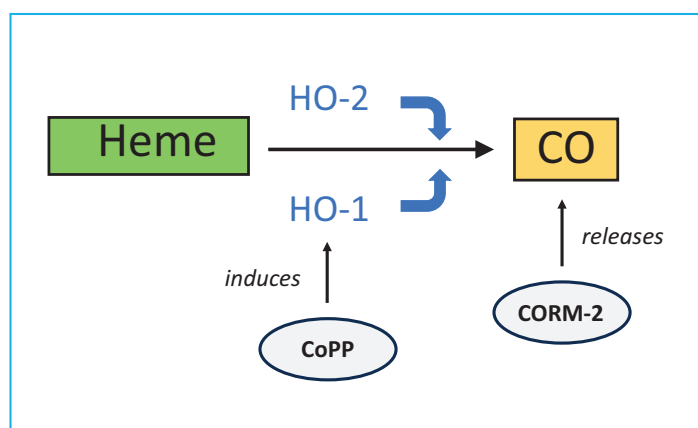 HO-2
Heme
CO
HO-1
releases
induces
CORM-2
CoPP